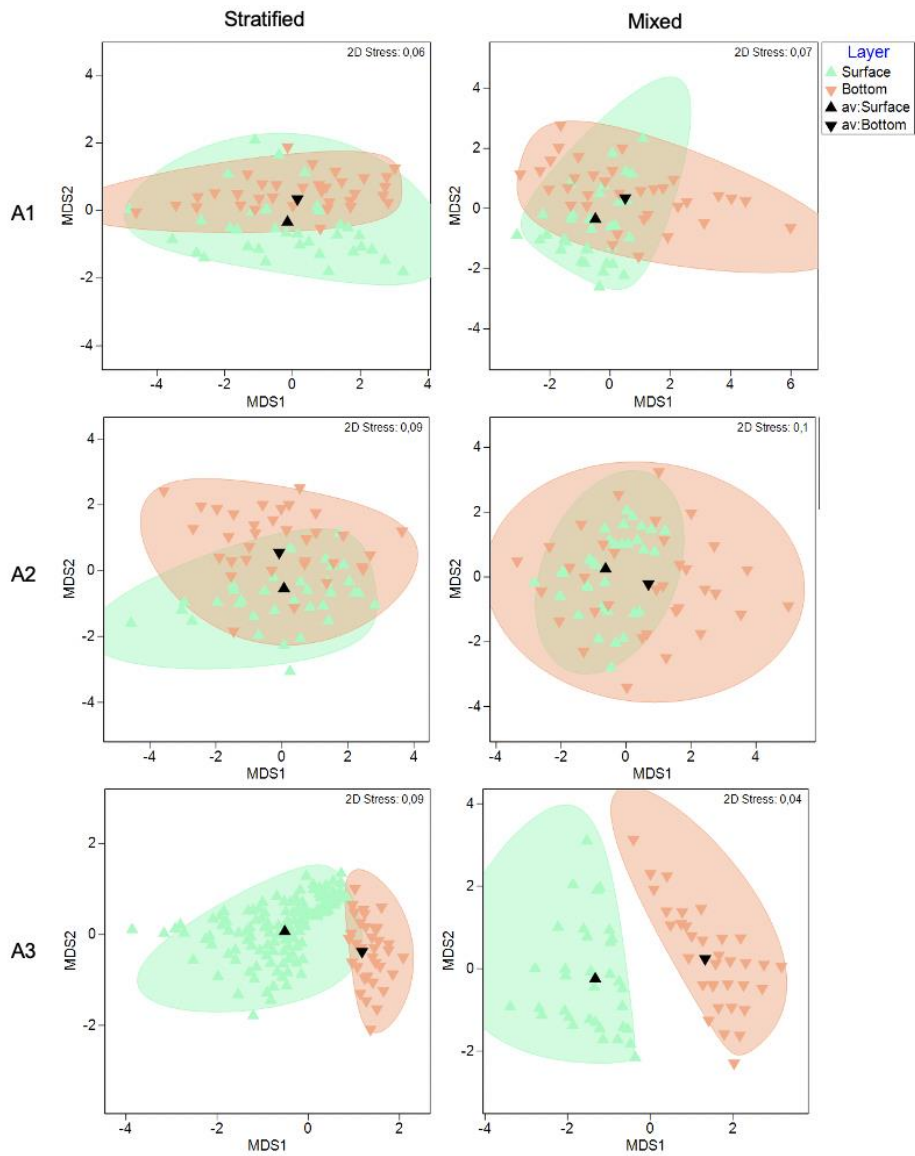 Stratified
Mixed
2D Stress: 0,06
2D Stress: 0,07
Layer
Surface
Bottom
av:Surface
av:Bottom
A1
MDS2
4
2
0
-2
-4
-4
-2
0
2
4
MDS1
MDS2
4
2
0
-2
-4
-2
0
2
4
6
MDS1
2D Stress: 0,09
2D Stress: 0,1
A2
MDS2
4
2
0
-2
-4
-4
-2
0
2
4
MDS1
MDS2
4
2
0
-2
-4
-4
-2
0
2
4
MDS1
2D Stress: 0,09
2D Stress: 0,04
A3
MDS2
2
0
-2
-4
-2
0
2
MDS1
MDS2
4
2
0
-2
-4
-2
0
2
MDS1